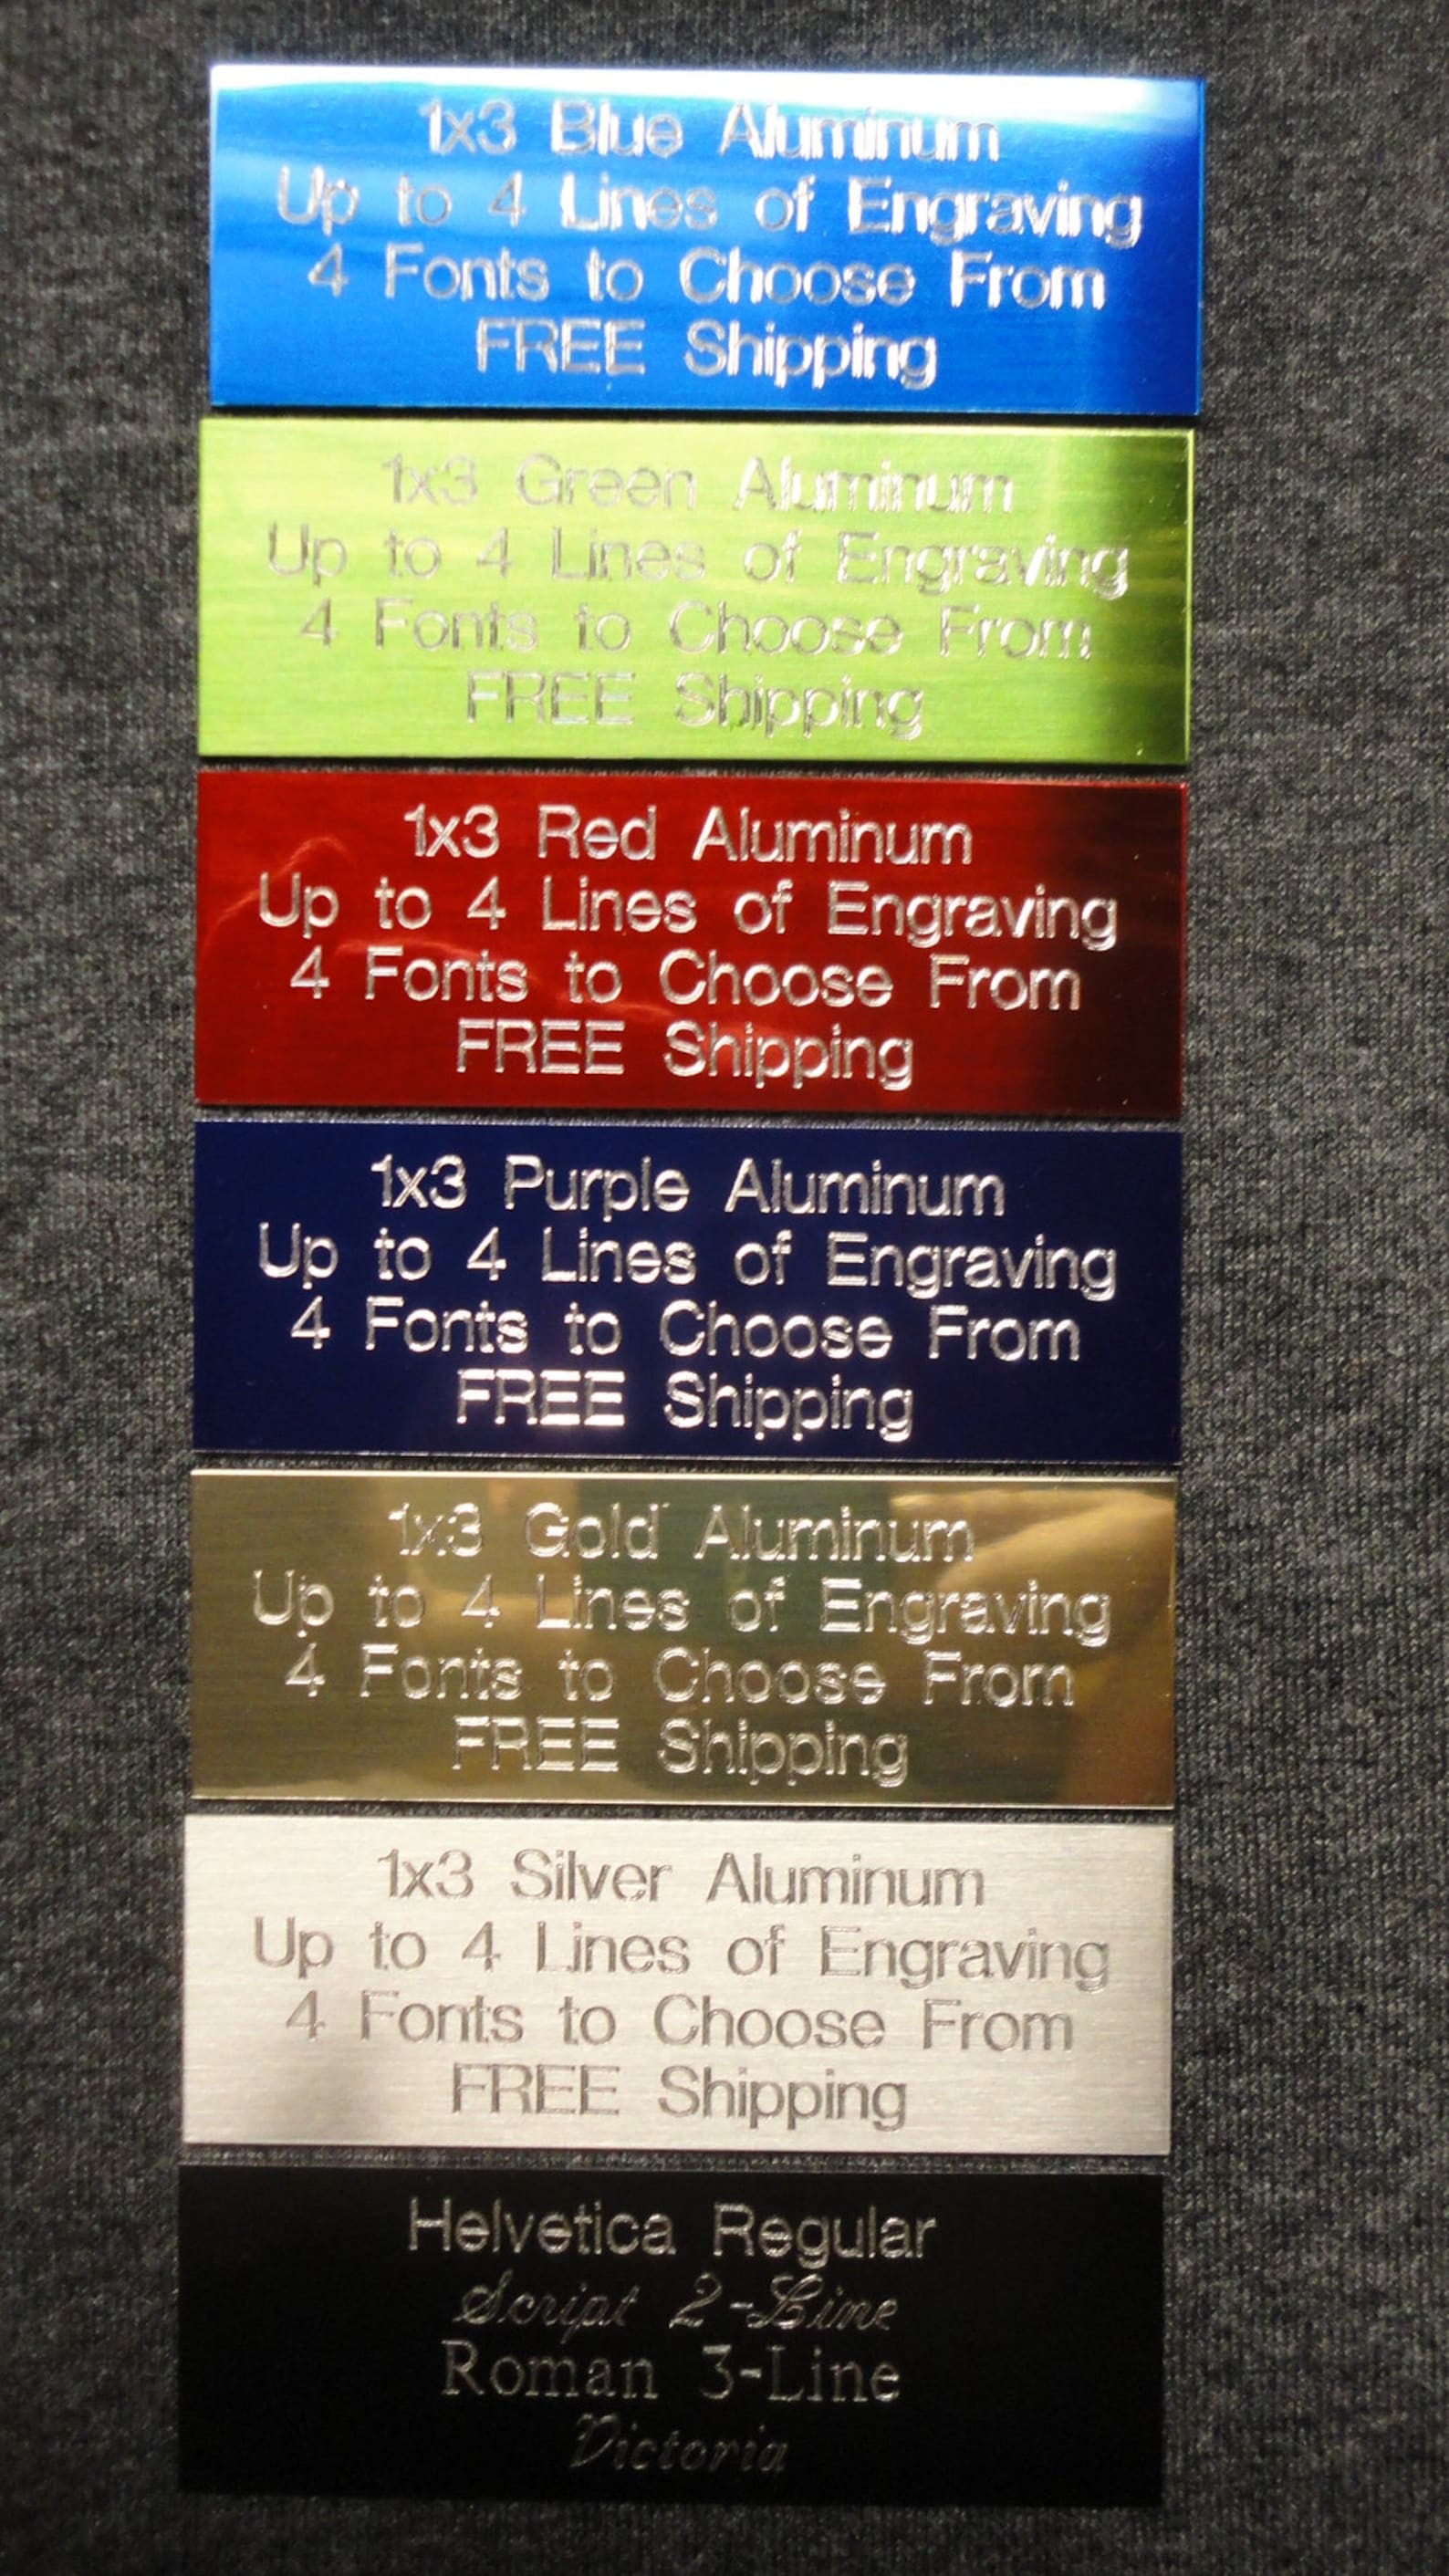 1x3 Blue Aluminum
Up to 4 Lines of Engraving
4 Fonts to Choose From
FREE Shipping
1x3 Green Aluminum
Up to 4 Lines of Engraving
4 Fonts to Choose From
FREE Shipping
1x3 Red Aluminum
Up to 4 Lines of Engraving
4 Fonts to Choose From
FREE Shipping
1x3 Purple Aluminum
Up to 4 Lines of Engraving
4 Fonts to Choose From
FREE Shipping
1x3 Gold Aluminum
Up to 4 Lines of Engraving
4 Fonts to Choose From
FREE Shipping
1x3 Silver Aluminum
Up to 4 Lines of Engraving
4 Fonts to Choose From
FREE Shipping
Helvetica Regular
Script 2-Line
Roman 3-Line
Victoria